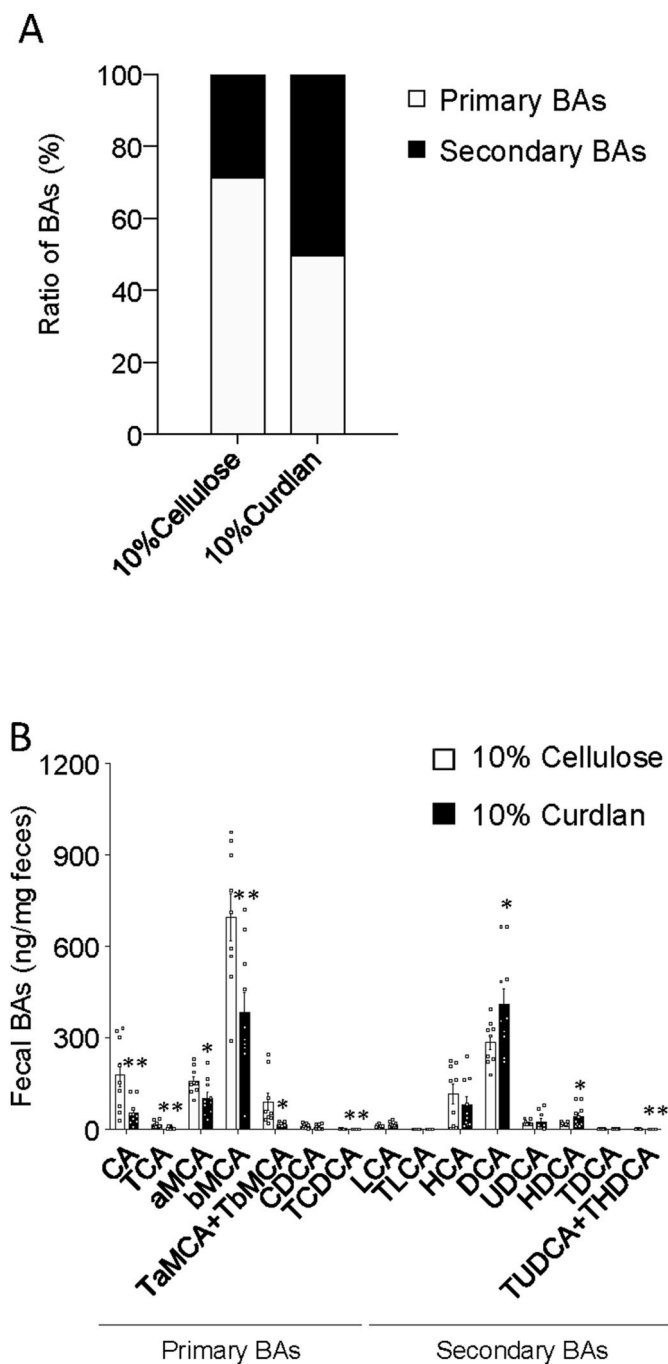 A
100
80
60
40
20
0
Ratio of BAs (%)
Primary BAs
Secondary BAs
10%Cellulose
10%Curdlan
B
1200
900
600
300
0
Fecal BAs (ng/mg feces)
10% Cellulose
10% Curdlan
**
**
*
**
*
**
*
*
**
CA
TCA
aMCA
bMCA
TaMCA+TbMCA
CDCA
TCDCA
LCA
TLCA
HCA
DCA
UDCA
HDCA
TDCA
TUDCA+THDCA
Primary BAs
Secondary BAs